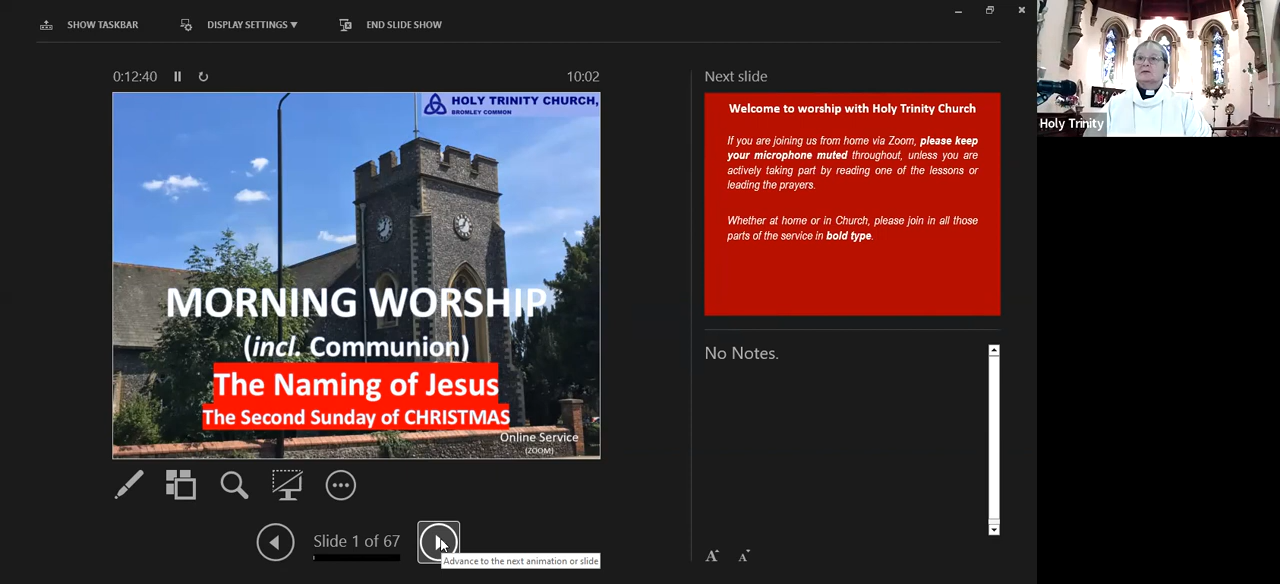 SHOW TASKBAR
DISPLAY SETTINGS ▼
END SLIDE SHOW
0:12:40
10:02
HOLY TRINITY CHURCH,
BROMLEY COMMON
MORNING WORSHIP
(incl. Communion)
The Naming of Jesus
The Second Sunday of CHRISTMAS
Online Service
(ZOOM)
Slide 1 of 67
Advance to the next animation or slide
Next slide
Welcome to worship with Holy Trinity Church
If you are joining us from home via Zoom, please keep
your microphone muted throughout, unless you are
actively taking part by reading one of the lessons or
leading the prayers.
Whether at home or in Church, please join in all those
parts of the service in bold type.
No Notes.
A A
Holy Trinity